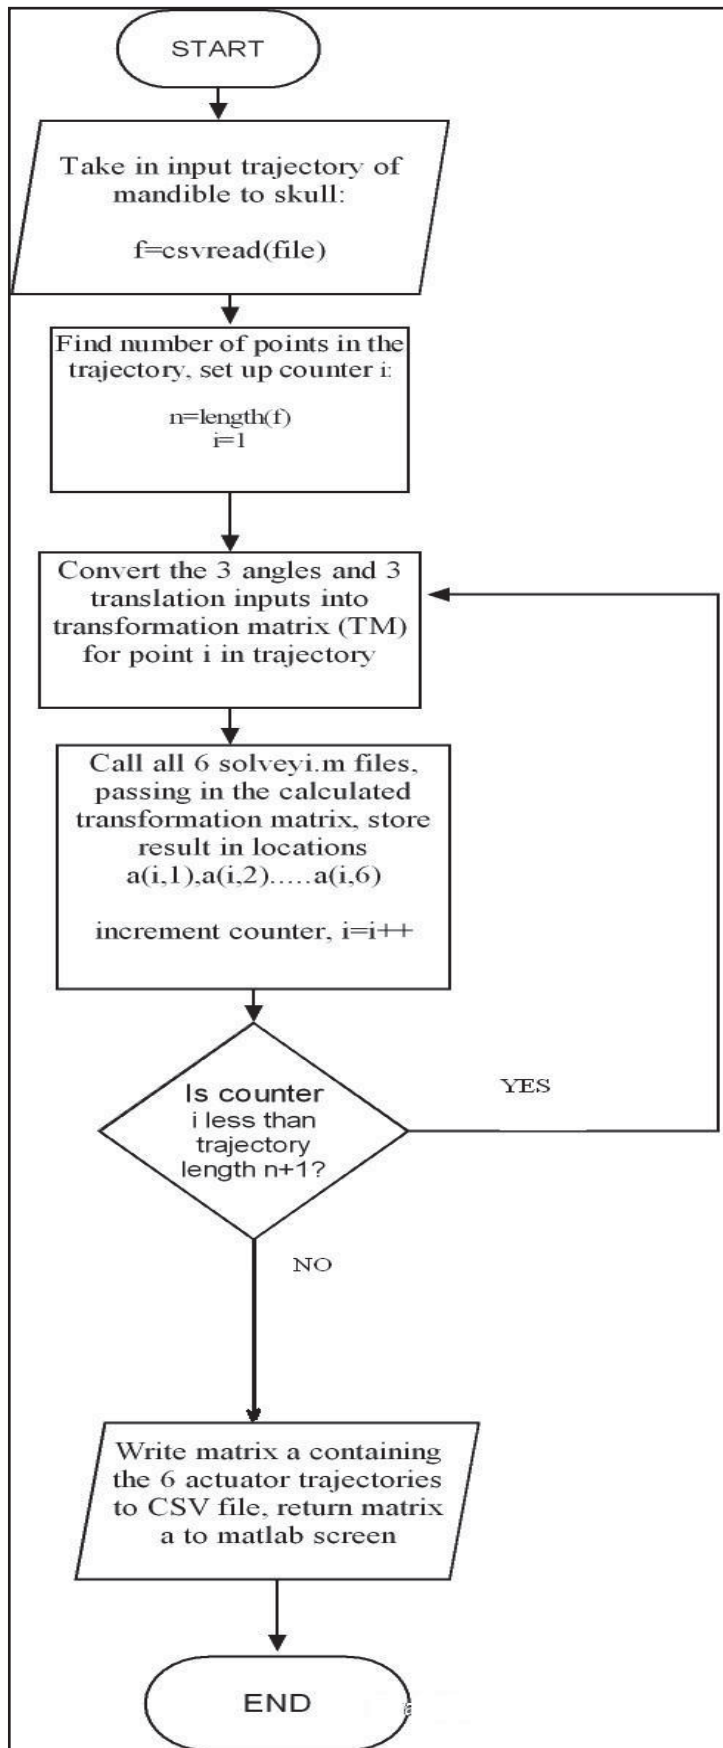 START
Take in input trajectory of
mandible to skull:
f=csvread(file)
Find number of points in the
trajectory, set up counter i:
n=length(f)
i=1
Convert the 3 angles and 3
translation inputs into
transformation matrix (TM)
for point i in trajectory
Call all 6 solveyi.m files,
passing in the calculated
transformation matrix, store
result in locations
a(i,1),a(i,2).....a(i,6)
increment counter, i=i++
Is counter
i less than
trajectory
length n+1?
YES
NO
Write matrix a containing
the 6 actuator trajectories
to CSV file, return matrix
a to matlab screen
END